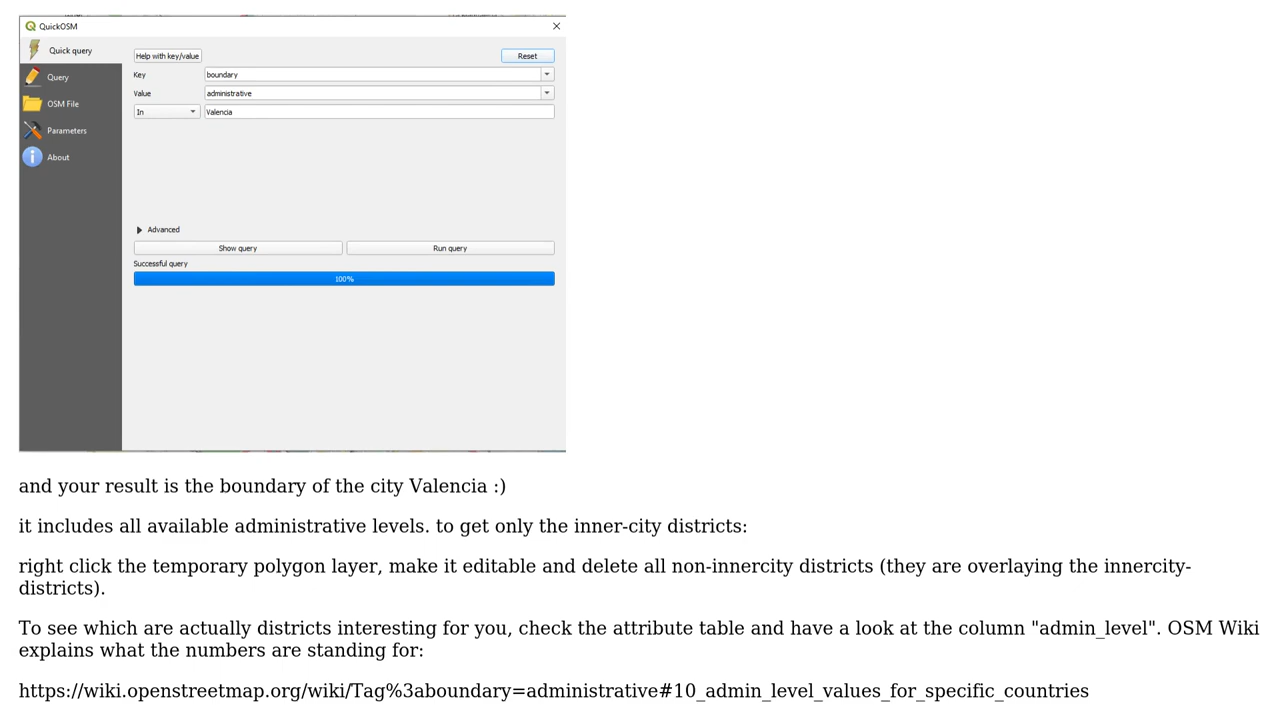 QuickOSM
Quick query
Help with key/value
Reset
Key
boundary
Query
Value
administrative
OSM File
In
Valencia
Parameters
About
Advanced
Show query
Run query
Successful query
100%
and your result is the boundary of the city Valencia :)
it includes all available administrative levels. to get only the inner-city districts:
right click the temporary polygon layer, make it editable and delete all non-innercity districts (they are overlaying the innercity-
districts).
To see which are actually districts interesting for you, check the attribute table and have a look at the column "admin_level". OSM Wiki
explains what the numbers are standing for:
https://wiki.openstreetmap.org/wiki/Tag%3aboundary=administrative#10_admin_level_values_for_specific_countries